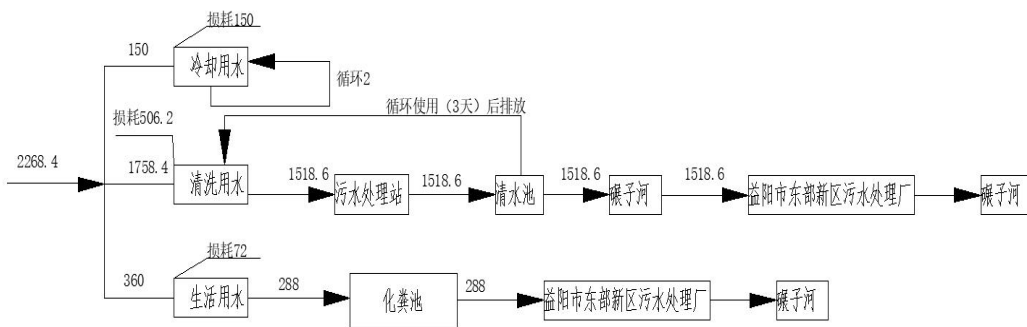 损耗150
150
冷却用水
循环2
循环使用（3天）后排放
损耗506.2
2268.4
1758.4
清洗用水
1518.6
污水处理站
1518.6
清水池
1518.6
碾子河
1518.6
益阳市东部新区污水处理厂
碾子河
损耗72
360
生活用水
288
化粪池
288
益阳市东部新区污水处理厂
碾子河